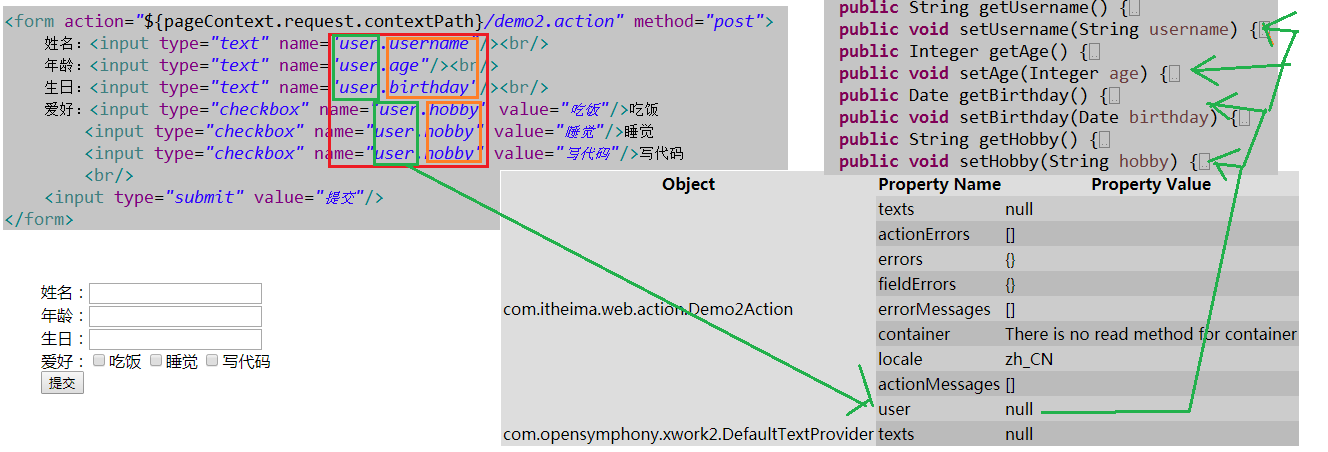 <form action="${pageContext.request.contextPath}/demo2.action" method="post">
姓名：<input type="text" name="user.username"/><br/>
年龄：<input type="text" name="user.age"/><br/>
生日：<input type="text" name="user.birthday"/><br/>
爱好：<input type="checkbox" name="user.hobby" value="吃饭"/>吃饭
<input type="checkbox" name="user.hobby" value="睡觉"/>睡觉
<input type="checkbox" name="user.hobby" value="写代码"/>写代码
<br/>
<input type="submit" value="提交"/>
</form>
public String getUsername() {
public void setUsername(String username) {
public Integer getAge() {
public void setAge(Integer age) {
public Date getBirthday() {
public void setBirthday(Date birthday) {
public String getHobby() {
public void setHobby(String hobby) {
姓名：
年龄：
生日：
爱好：吃饭 睡觉 写代码
提交
Object Property Name Property Value
texts null
actionErrors []
errors {}
fieldErrors {}
com.itheima.web.action.Demo2Action errorMessages []
container There is no read method for container
locale zh_CN
actionMessages []
user null
com.opensymphony.xwork2.DefaultTextProvider texts null